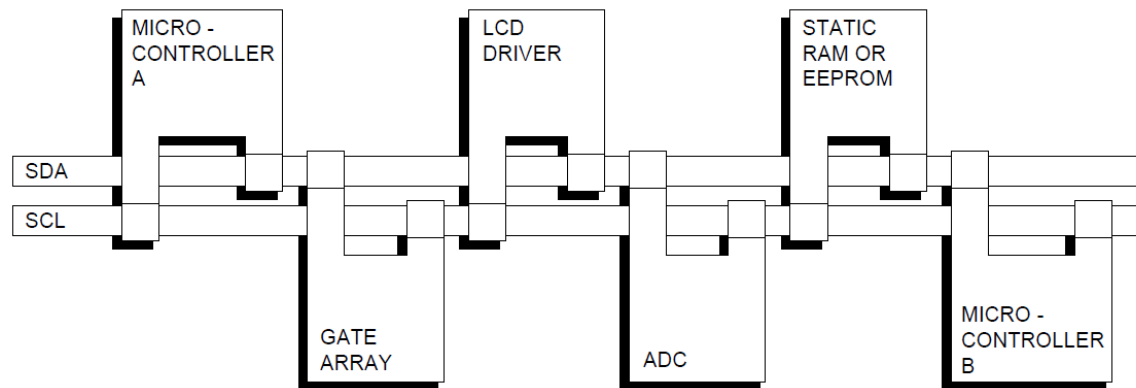 MICRO -
CONTROLLER
A
LCD
DRIVER
STATIC
RAM OR
EEPROM
SDA
SCL
GATE
ARRAY
ADC
MICRO -
CONTROLLER
B